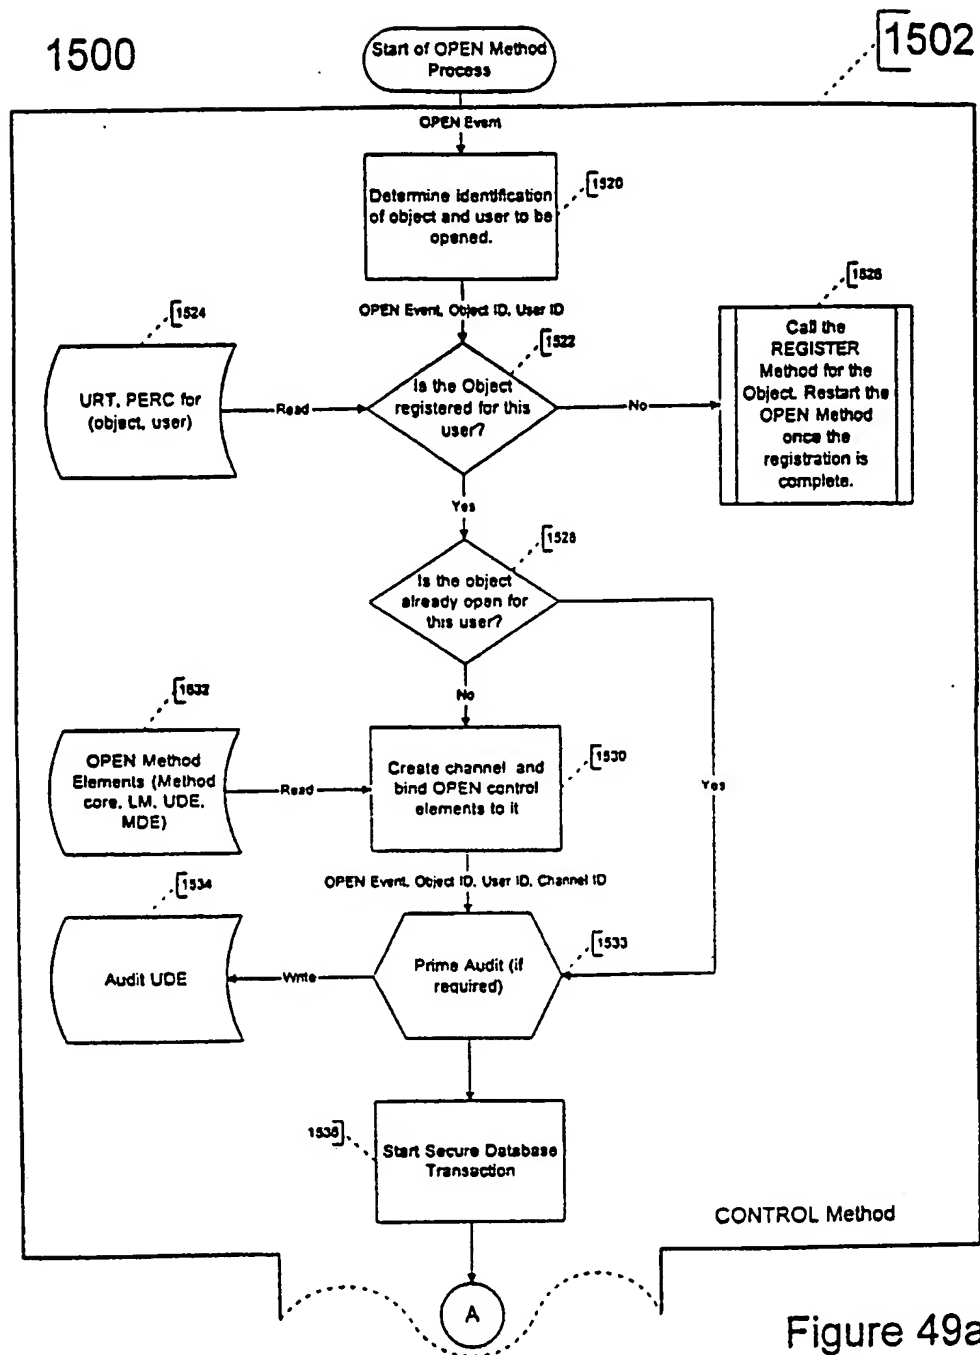 1500
Start of OPEN Method
Process
1502
OPEN Event
Determine identification
of object and user to be
opened.
1520
OPEN Event, Object ID, User ID
1524
URT, PERC for
(object, user)
Read
Is the Object
registered for this
user?
1522
No
1526
Call the
REGISTER
Method for the
Object. Restart the
OPEN Method
once the
registration is
complete.
Yes
Is the object
already open for
this user?
1528
No
Yes
1532
OPEN Method
Elements (Method
core, LM, UDE,
MDE)
Read
Create channel and
bind OPEN control
elements to it
1530
OPEN Event, Object ID, User ID, Channel ID
1534
Audit UDE
Write
Prime Audit (if
required)
1533
1536
Start Secure Database
Transaction
CONTROL Method
A
Figure 49a